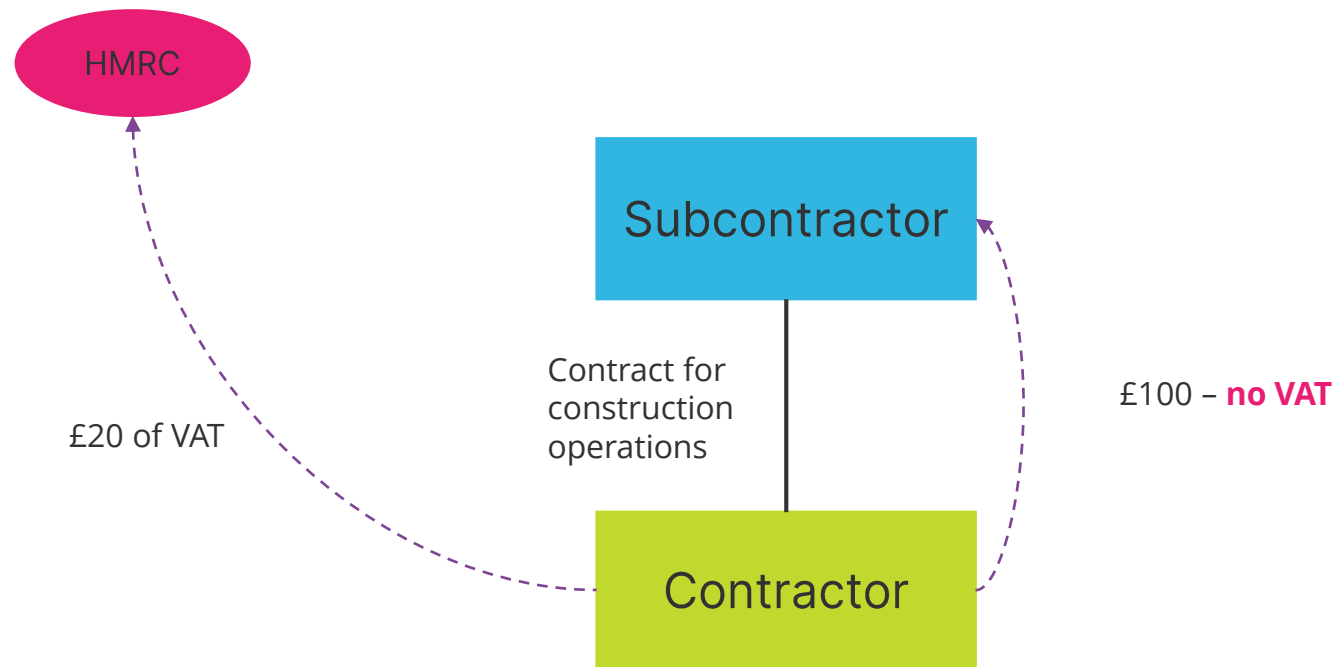 HMRC
Subcontractor
Contract for
construction
operations
£100 – no VAT
£20 of VAT
Contractor